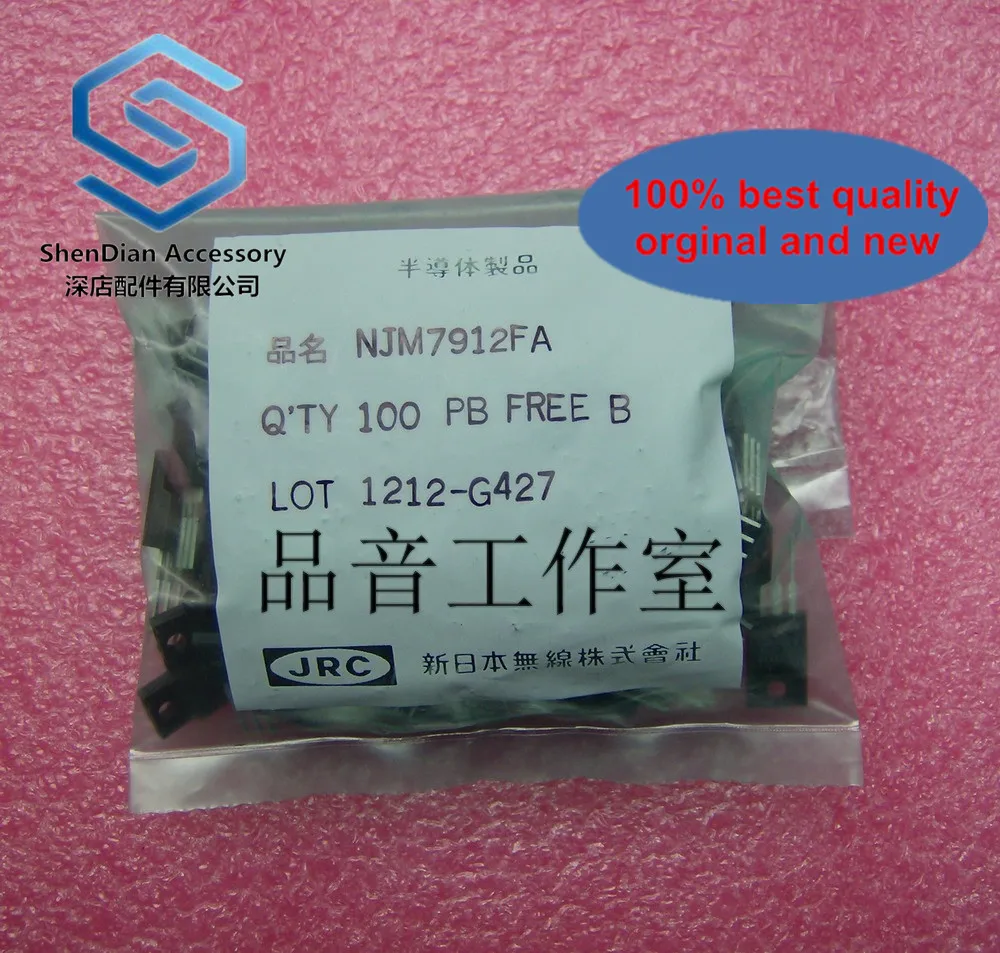 ShenDian Accessory
深店配件有限公司
100% best quality
orginal and new
半導体製品
品名 NJM7912FA
Q'TY 100 PB FREE B
LOT 1212-G427
品音工作室
JRC 新日本無線株式會社